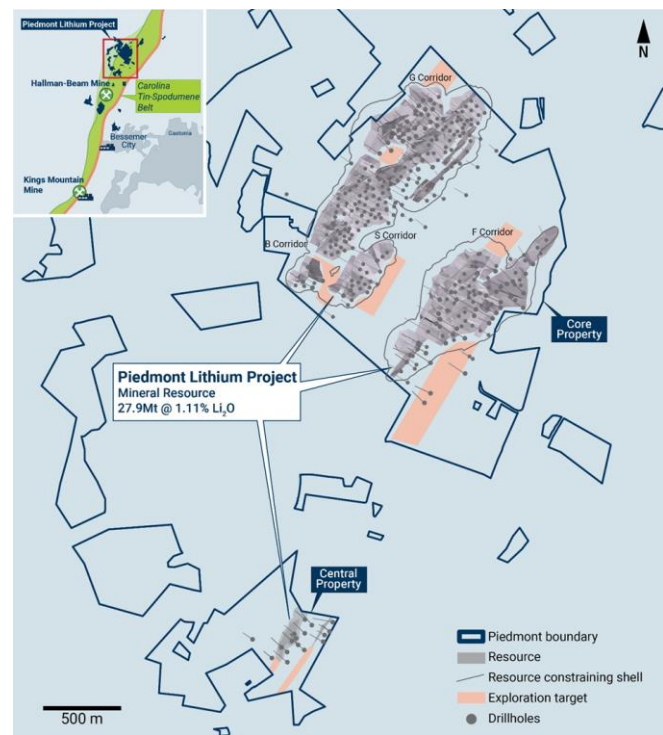 Piedmont Lithium Project
Hallman-Beam Mine
Carolina
Tin-Spodumene
Belt
Bessemer
City
Gastonia
Kings Mountain
Mine
N
G Corridor
B Corridor
S Corridor
F Corridor
Core
Property
Piedmont Lithium Project
Mineral Resource
27.9Mt @ 1.11% Li₂O
Central
Property
Piedmont boundary
Resource
Resource constraining shell
Exploration target
Drillholes
500 m